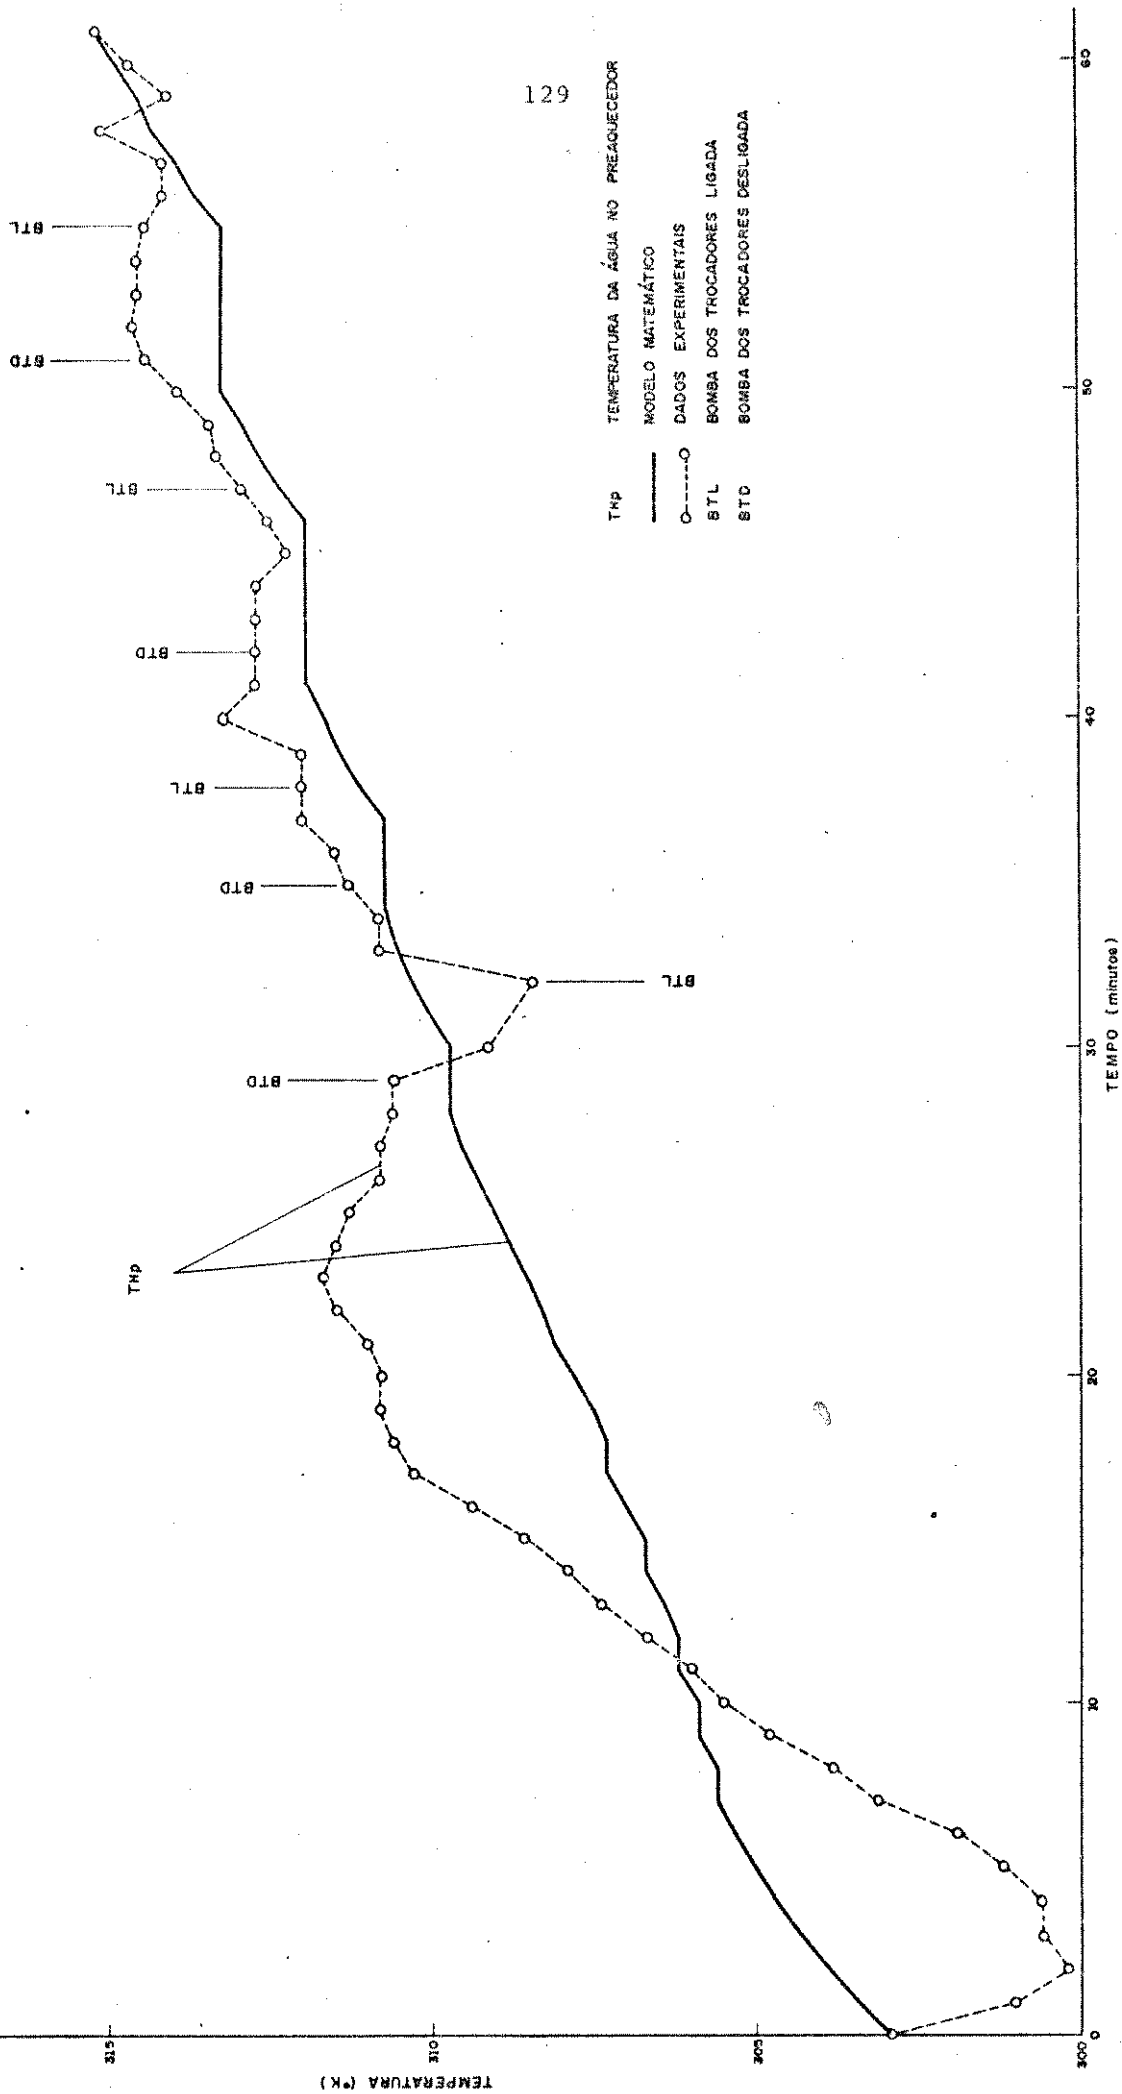 129
THp TEMPERATURA DA ÁGUA NO PREAQUECEDOR
MODELO MATEMÁTICO
DADOS EXPERIMENTAIS
BTL BOMBA DOS TROCADORES LIGADA
BTD BOMBA DOS TROCADORES DESLIGADA
THp
BTD
BTL
BTD
BTL
BTD
BTL
BTD
BTL
TEMPERATURA (°K)
315
310
305
300
0
10
20
30
40
50
60
TEMPO (minutos)